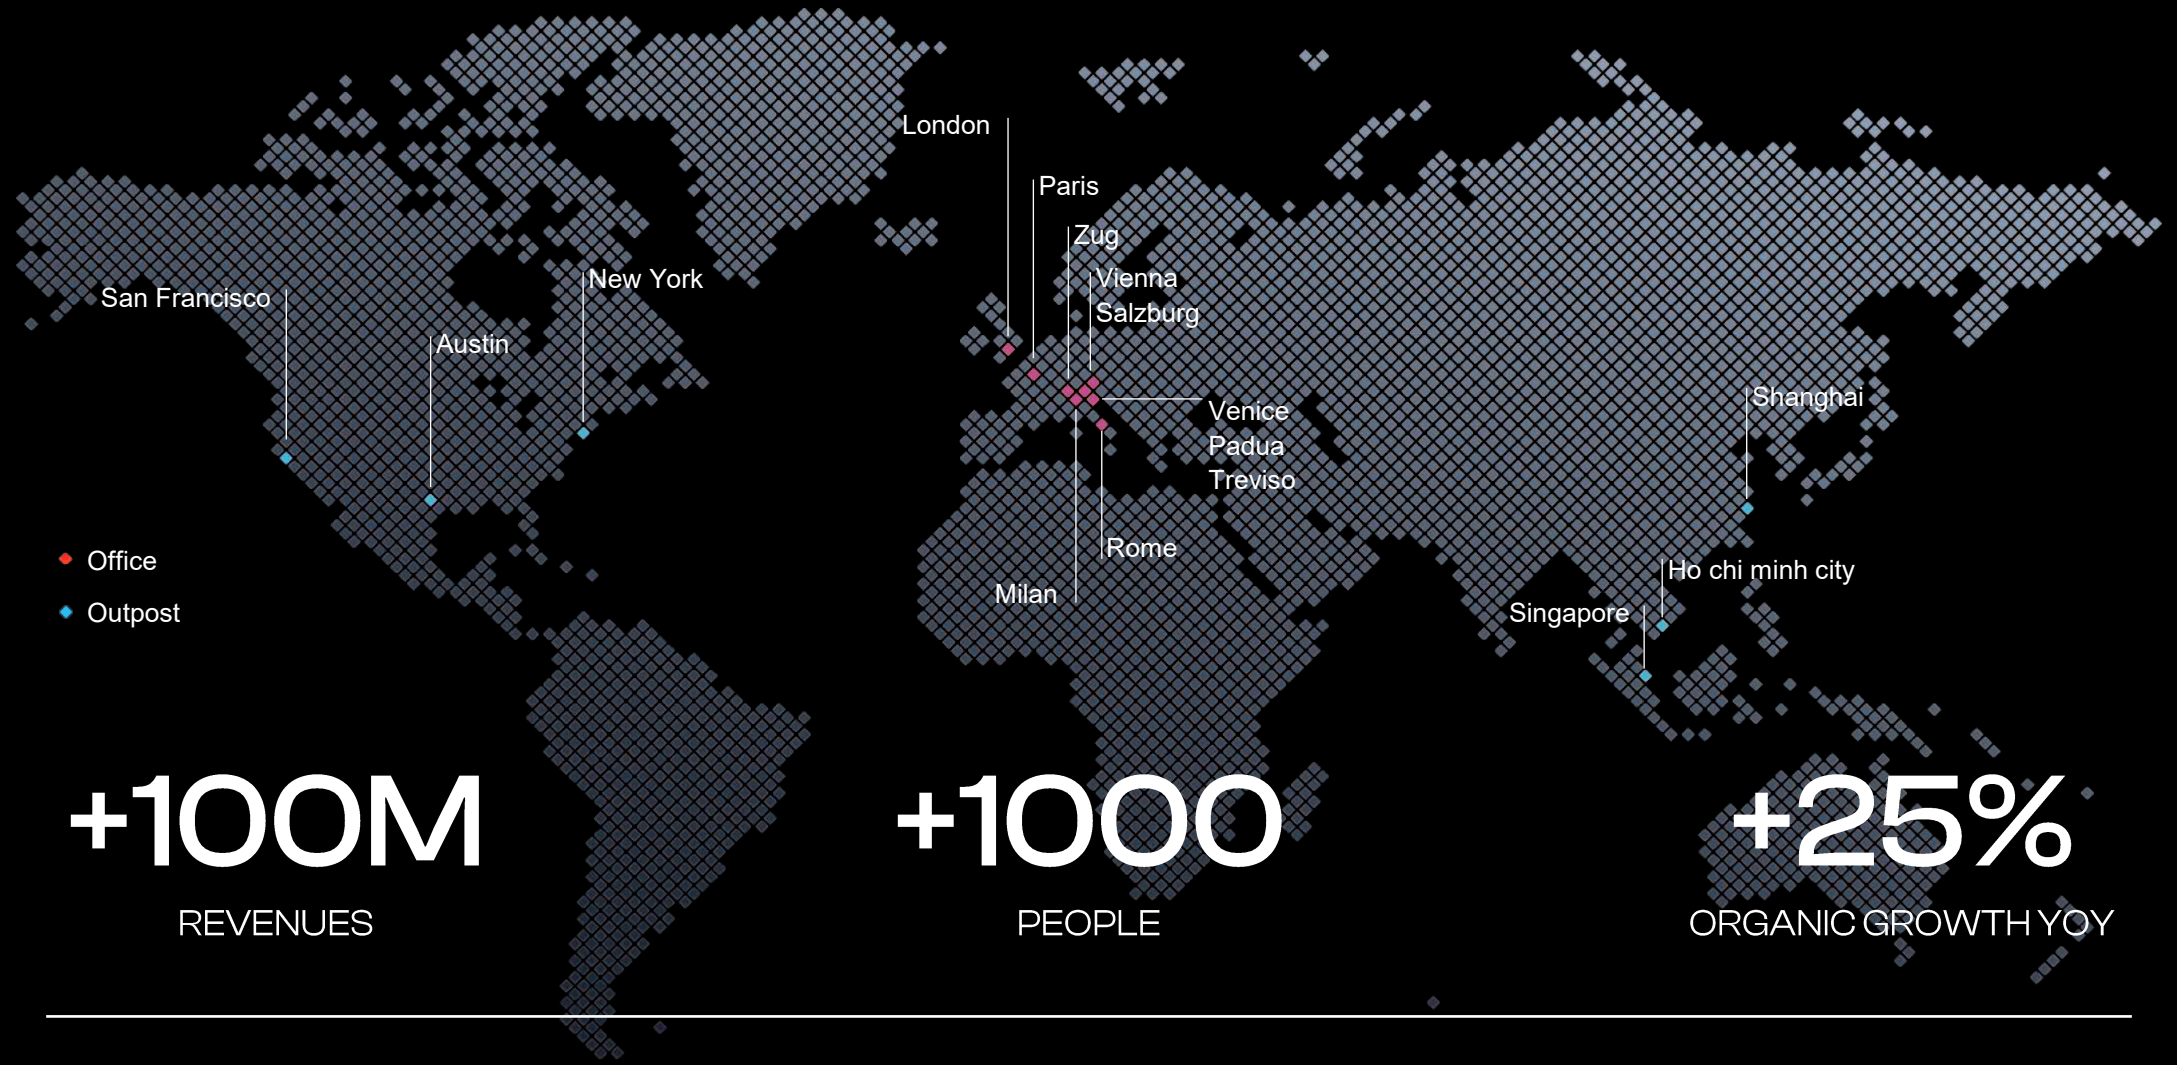 London
Paris
Zug
Vienna
Salzburg
New York
San Francisco
Austin
Shanghai
Venice
Padua
Treviso
Rome
Milan
Ho chi minh city
Singapore
Office
Outpost
+100M
REVENUES
+1000
PEOPLE
+25%
ORGANIC GROWTH YOY